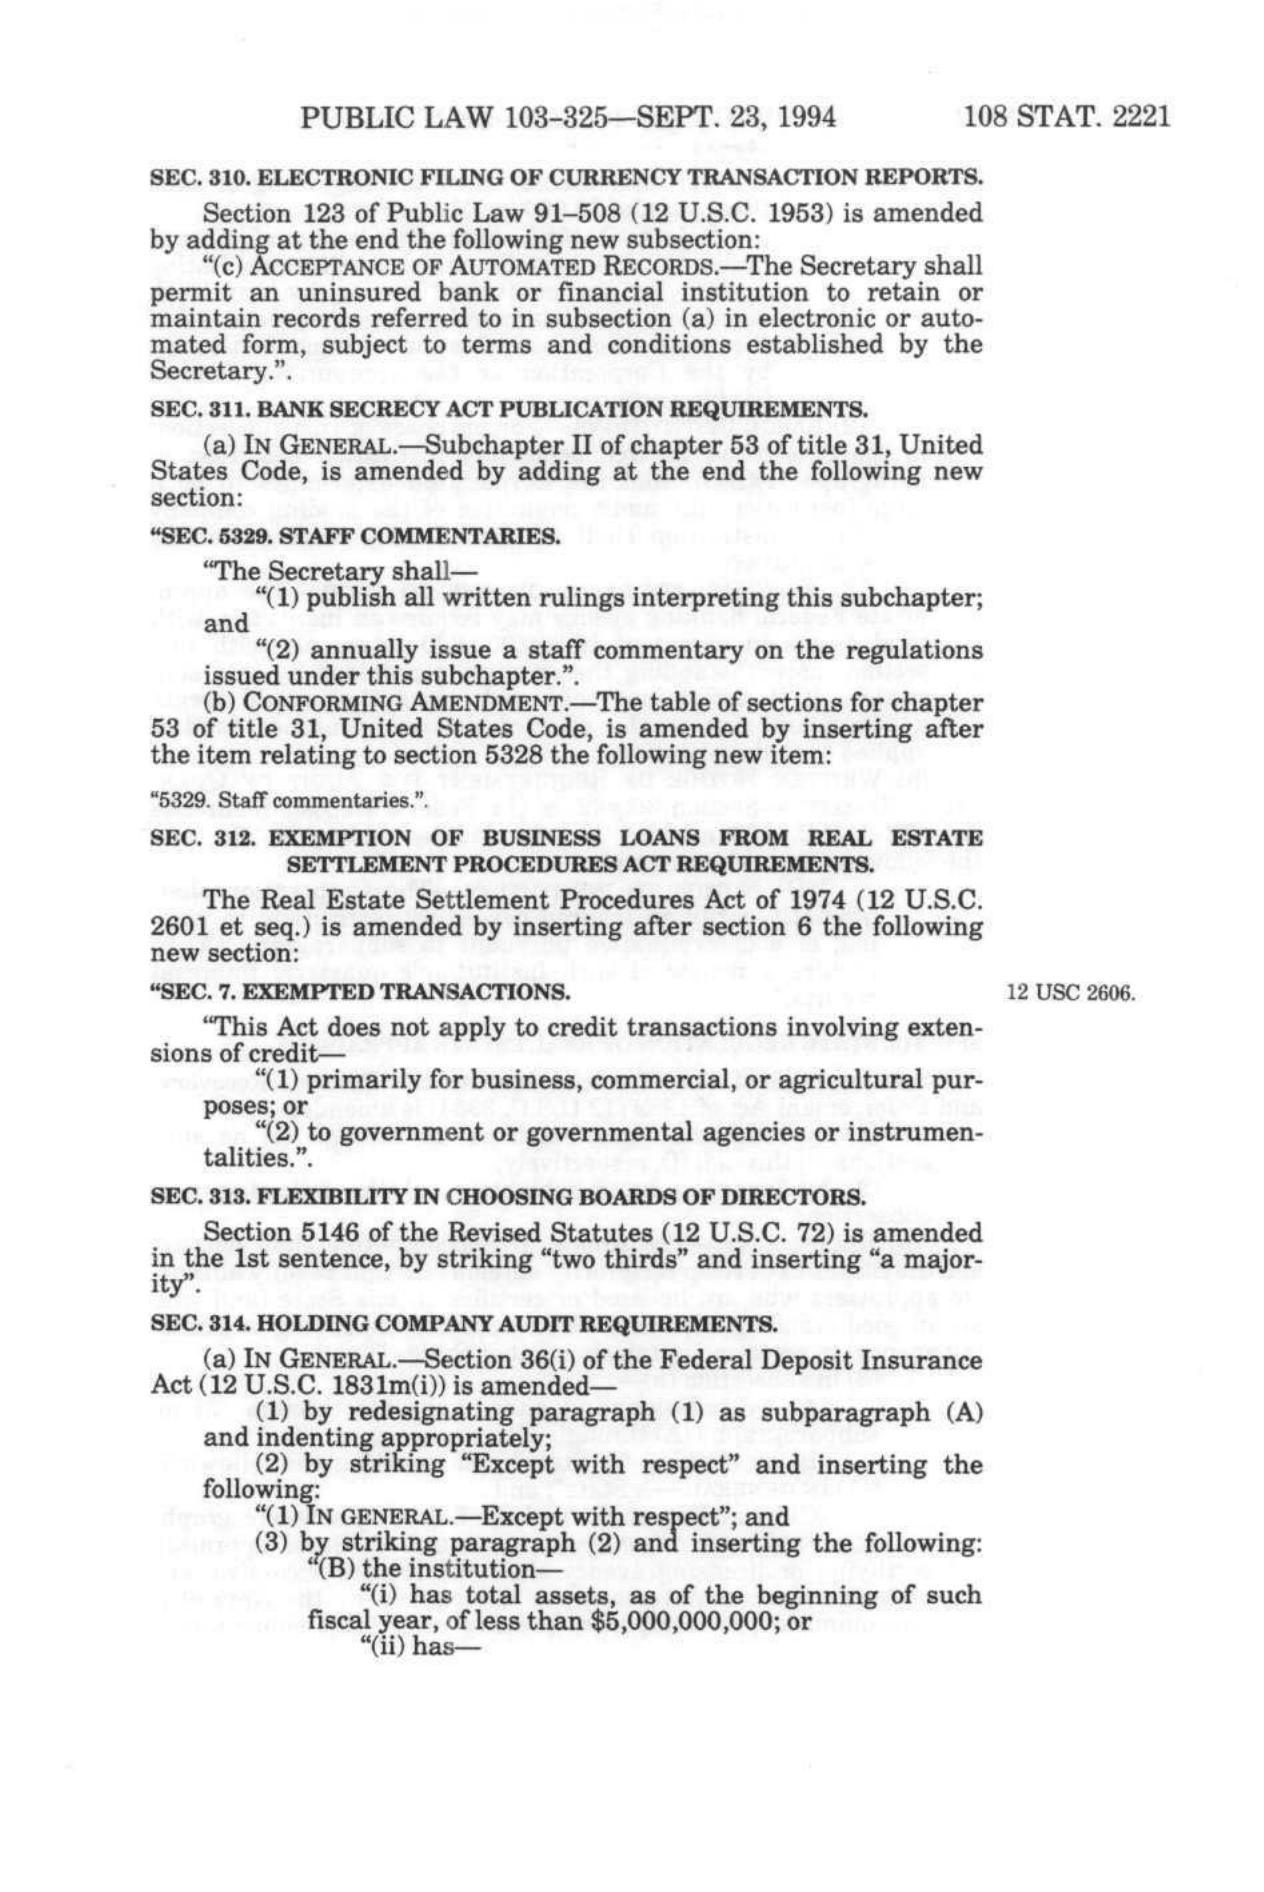 PUBLIC LAW 103–325—SEPT. 23, 1994 108 STAT. 2221
SEC. 310. ELECTRONIC FILING OF CURRENCY TRANSACTION REPORTS.
Section 123 of Public Law 91–508 (12 U.S.C. 1953) is amended
by adding at the end the following new subsection:
"(c) ACCEPTANCE OF AUTOMATED RECORDS.—The Secretary shall
permit an uninsured bank or financial institution to retain or
maintain records referred to in subsection (a) in electronic or auto-
mated form, subject to terms and conditions established by the
Secretary.".
SEC. 311. BANK SECRECY ACT PUBLICATION REQUIREMENTS.
(a) IN GENERAL.—Subchapter II of chapter 53 of title 31, United
States Code, is amended by adding at the end the following new
section:
"SEC. 5329. STAFF COMMENTARIES.
"The Secretary shall—
"(1) publish all written rulings interpreting this subchapter;
and
"(2) annually issue a staff commentary on the regulations
issued under this subchapter.".
(b) CONFORMING AMENDMENT.—The table of sections for chapter
53 of title 31, United States Code, is amended by inserting after
the item relating to section 5328 the following new item:
"5329. Staff commentaries.".
SEC. 312. EXEMPTION OF BUSINESS LOANS FROM REAL ESTATE
SETTLEMENT PROCEDURES ACT REQUIREMENTS.
The Real Estate Settlement Procedures Act of 1974 (12 U.S.C.
2601 et seq.) is amended by inserting after section 6 the following
new section:
"SEC. 7. EXEMPTED TRANSACTIONS. 12 USC 2606.
"This Act does not apply to credit transactions involving exten-
sions of credit—
"(1) primarily for business, commercial, or agricultural pur-
poses; or
"(2) to government or governmental agencies or instrumen-
talities.".
SEC. 313. FLEXIBILITY IN CHOOSING BOARDS OF DIRECTORS.
Section 5146 of the Revised Statutes (12 U.S.C. 72) is amended
in the 1st sentence, by striking "two thirds" and inserting "a major-
ity".
SEC. 314. HOLDING COMPANY AUDIT REQUIREMENTS.
(a) IN GENERAL.—Section 36(i) of the Federal Deposit Insurance
Act (12 U.S.C. 1831m(i)) is amended—
(1) by redesignating paragraph (1) as subparagraph (A)
and indenting appropriately;
(2) by striking "Except with respect" and inserting the
following:
"(1) IN GENERAL.—Except with respect"; and
(3) by striking paragraph (2) and inserting the following:
"(B) the institution—
"(i) has total assets, as of the beginning of such
fiscal year, of less than $5,000,000,000; or
"(ii) has—